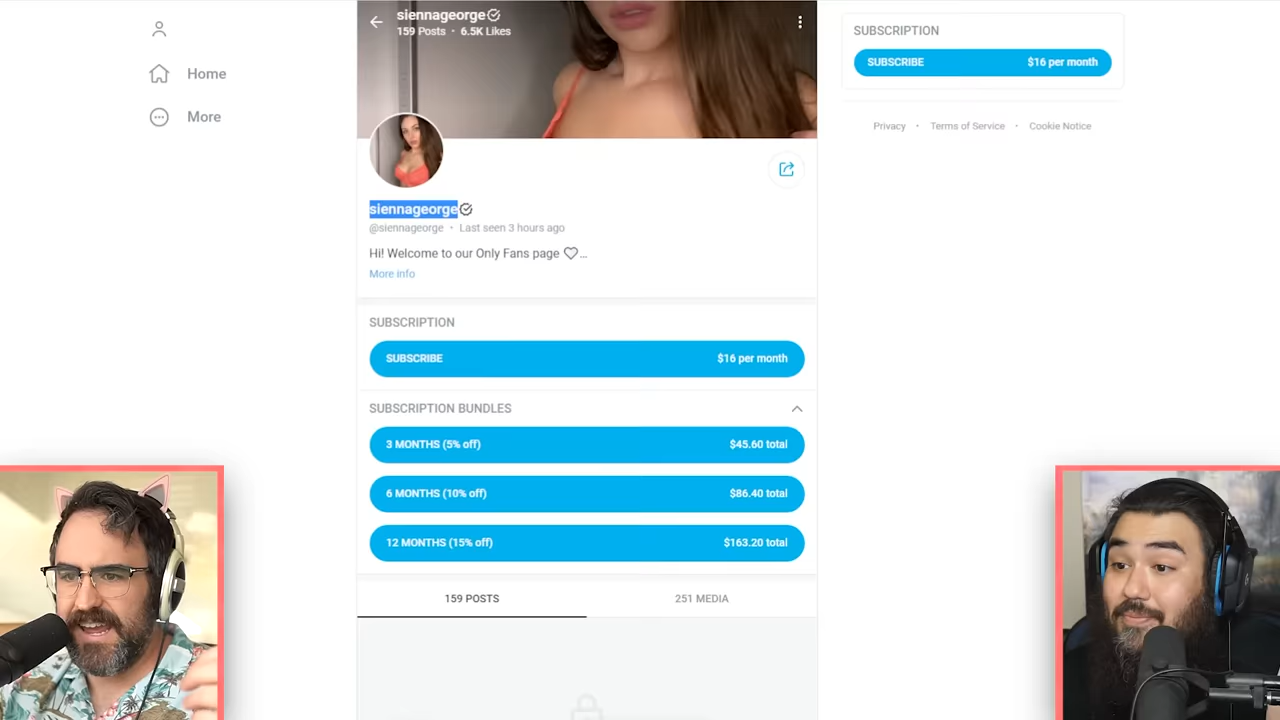 Home
More
siennageorge
159 Posts · 6.5K Likes
siennageorge
@siennageorge · Last seen 3 hours ago
Hi! Welcome to our Only Fans page ♡...
More info
SUBSCRIPTION
SUBSCRIBE $16 per month
SUBSCRIPTION BUNDLES
3 MONTHS (5% off) $45.60 total
6 MONTHS (10% off) $86.40 total
12 MONTHS (15% off) $163.20 total
159 POSTS 251 MEDIA
SUBSCRIPTION
SUBSCRIBE $16 per month
Privacy · Terms of Service · Cookie Notice